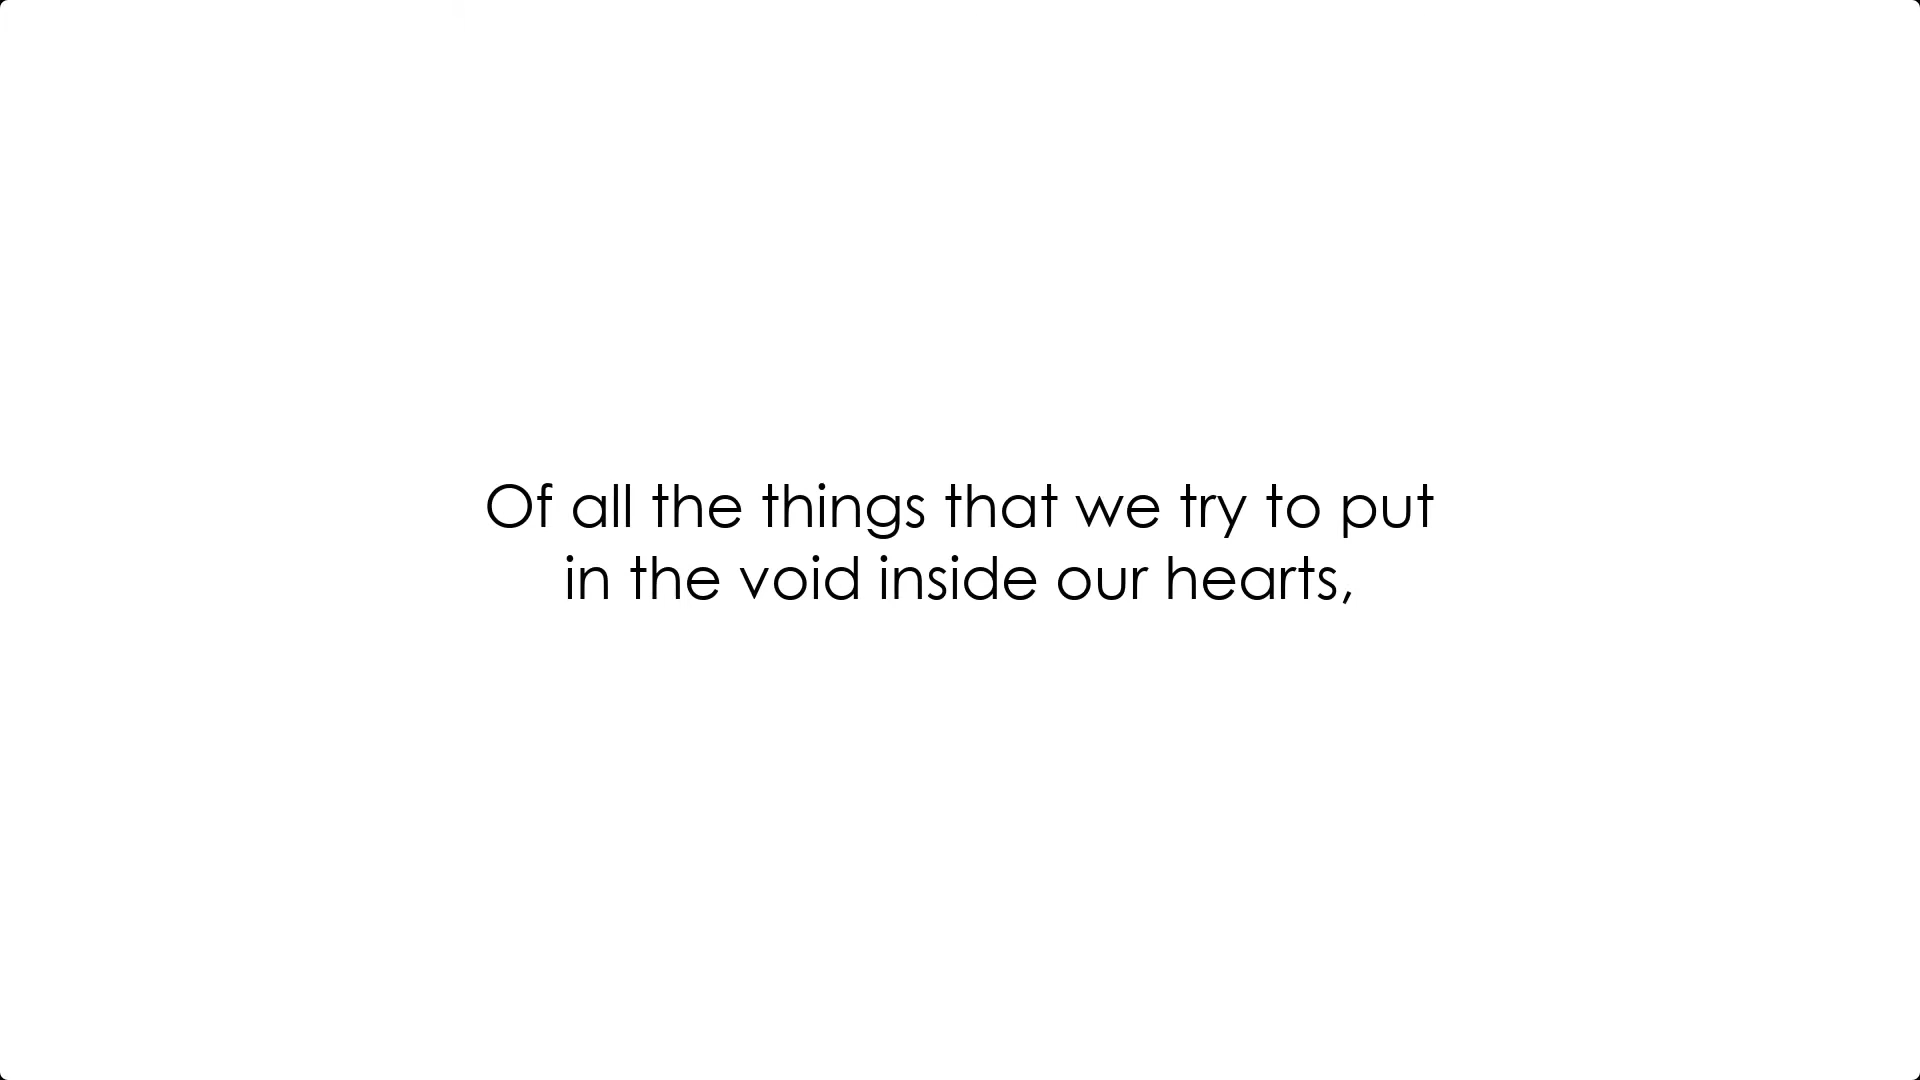 Of all the things that we try to put
in the void inside our hearts,